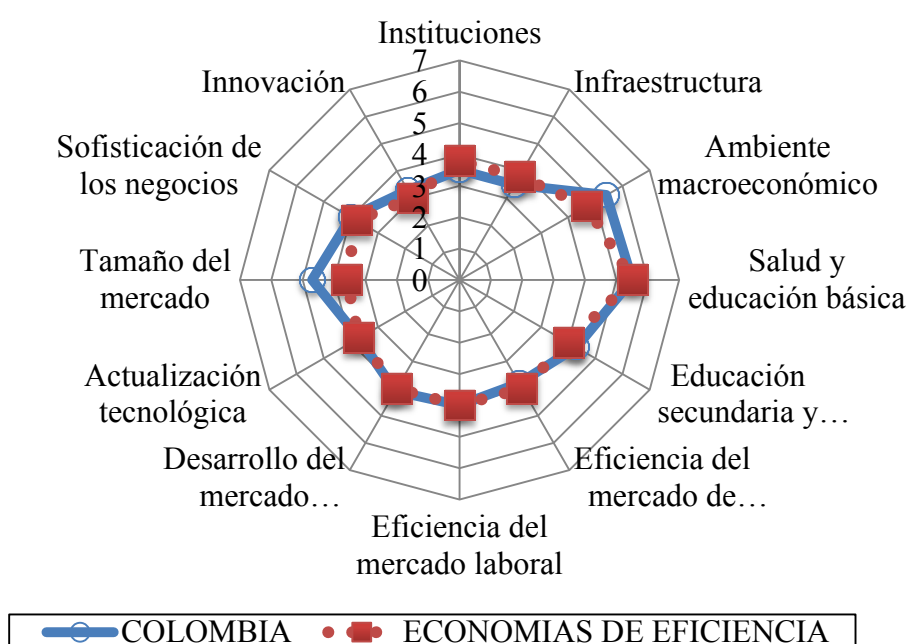 Instituciones
7
6
5
4
3
2
1
0
Infraestructura
Ambiente
macroeconómico
Salud y
educación básica
Educación
secundaria y…
Eficiencia del
mercado de…
Eficiencia del
mercado laboral
Desarrollo del
mercado…
Actualización
tecnológica
Tamaño del
mercado
Sofisticación de
los negocios
Innovación
COLOMBIA
ECONOMIAS DE EFICIENCIA